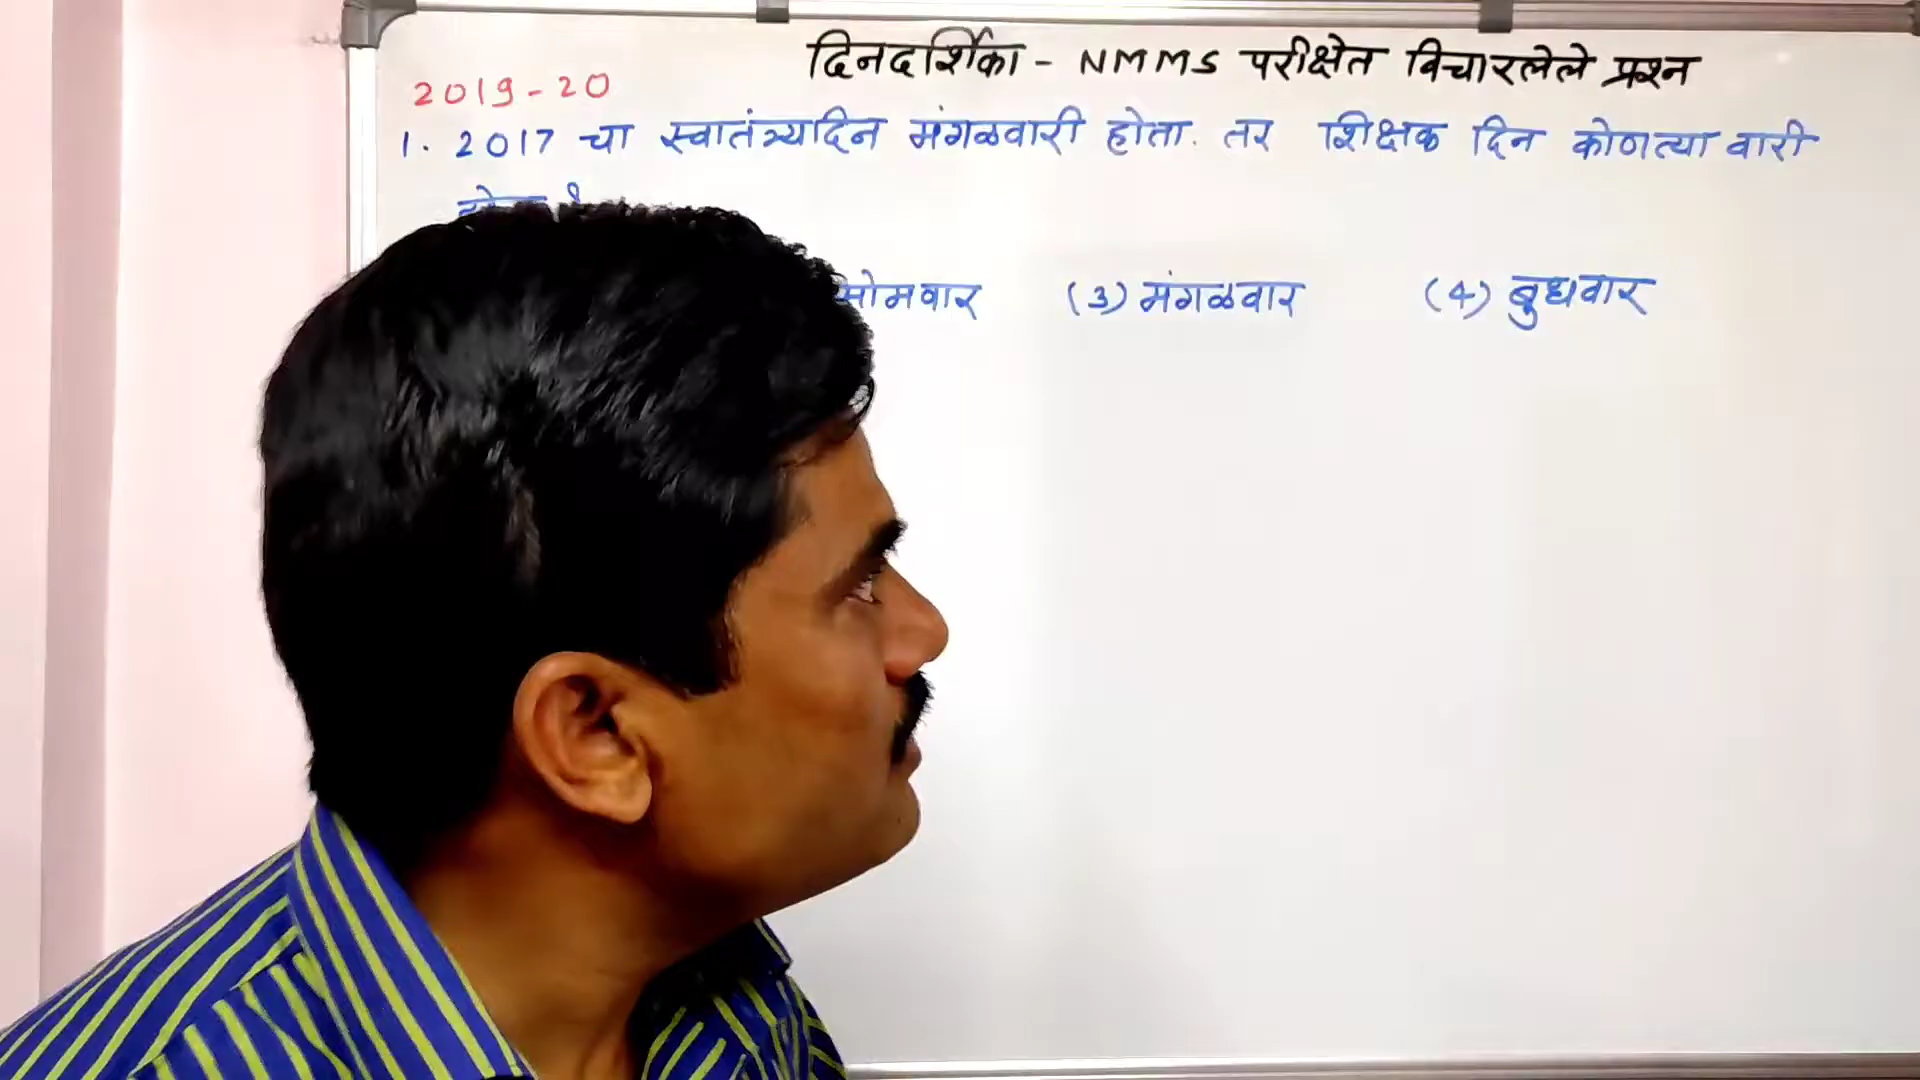 दिनदर्शिका - NMMS परीक्षेत विचारलेले प्रश्न
2019-20
1. 2017 चा स्वातंत्र्यदिन मंगळवारी होता. तर शिक्षक दिन कोणत्या वारी
सोमवार (3) मंगळवार (4) बुधवार